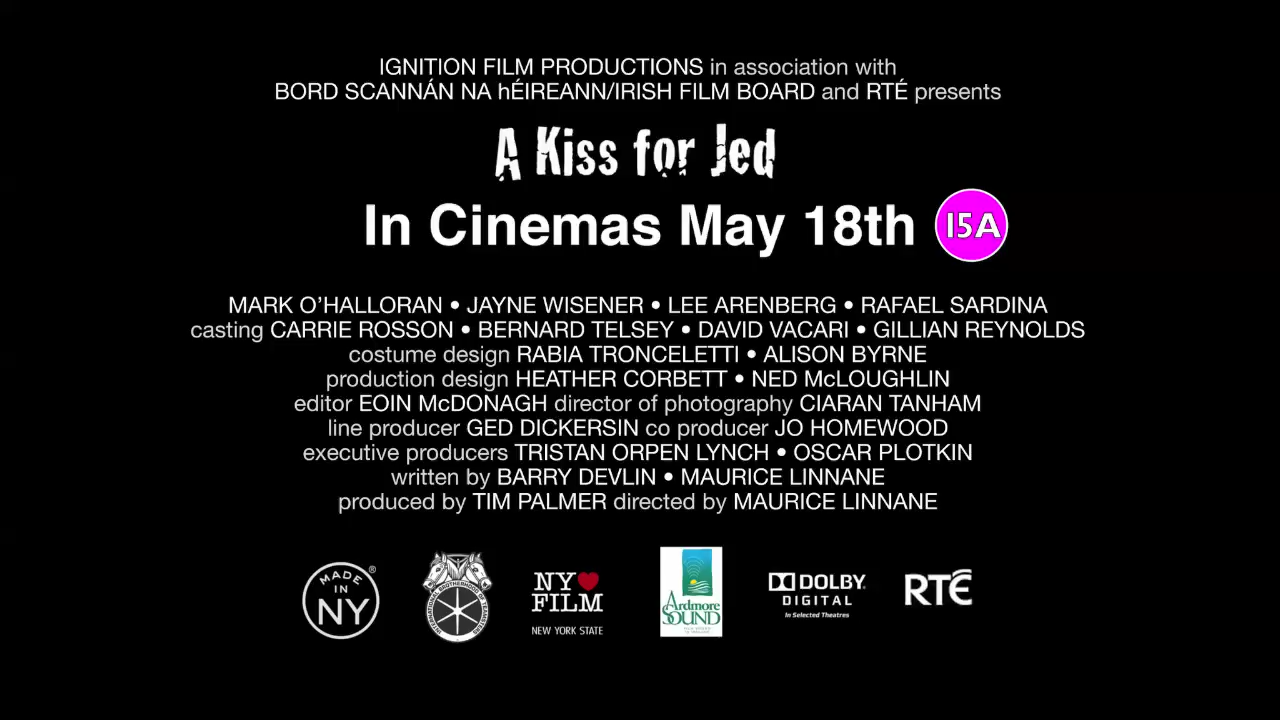 IGNITION FILM PRODUCTIONS in association with
BORD SCANNÁN NA hÉIREANN/IRISH FILM BOARD and RTÉ presents
A Kiss for Jed
In Cinemas May 18th 15A
MARK O’HALLORAN • JAYNE WISENER • LEE ARENBERG • RAFAEL SARDINA
casting CARRIE ROSSON • BERNARD TELSEY • DAVID VACARI • GILLIAN REYNOLDS
costume design RABIA TRONCELETTI • ALISON BYRNE
production design HEATHER CORBETT • NED McLOUGHLIN
editor EOIN McDONAGH director of photography CIARAN TANHAM
line producer GED DICKERSIN co producer JO HOMEWOOD
executive producers TRISTAN ORPEN LYNCH • OSCAR PLOTKIN
written by BARRY DEVLIN • MAURICE LINNANE
produced by TIM PALMER directed by MAURICE LINNANE
MADE IN NY ®
INTERNATIONAL BROTHERHOOD OF TEAMSTERS
NY
FILM
NEW YORK STATE
Ardmore
SOUND
DOLBY
DIGITAL
In Selected Theatres
RTÉ